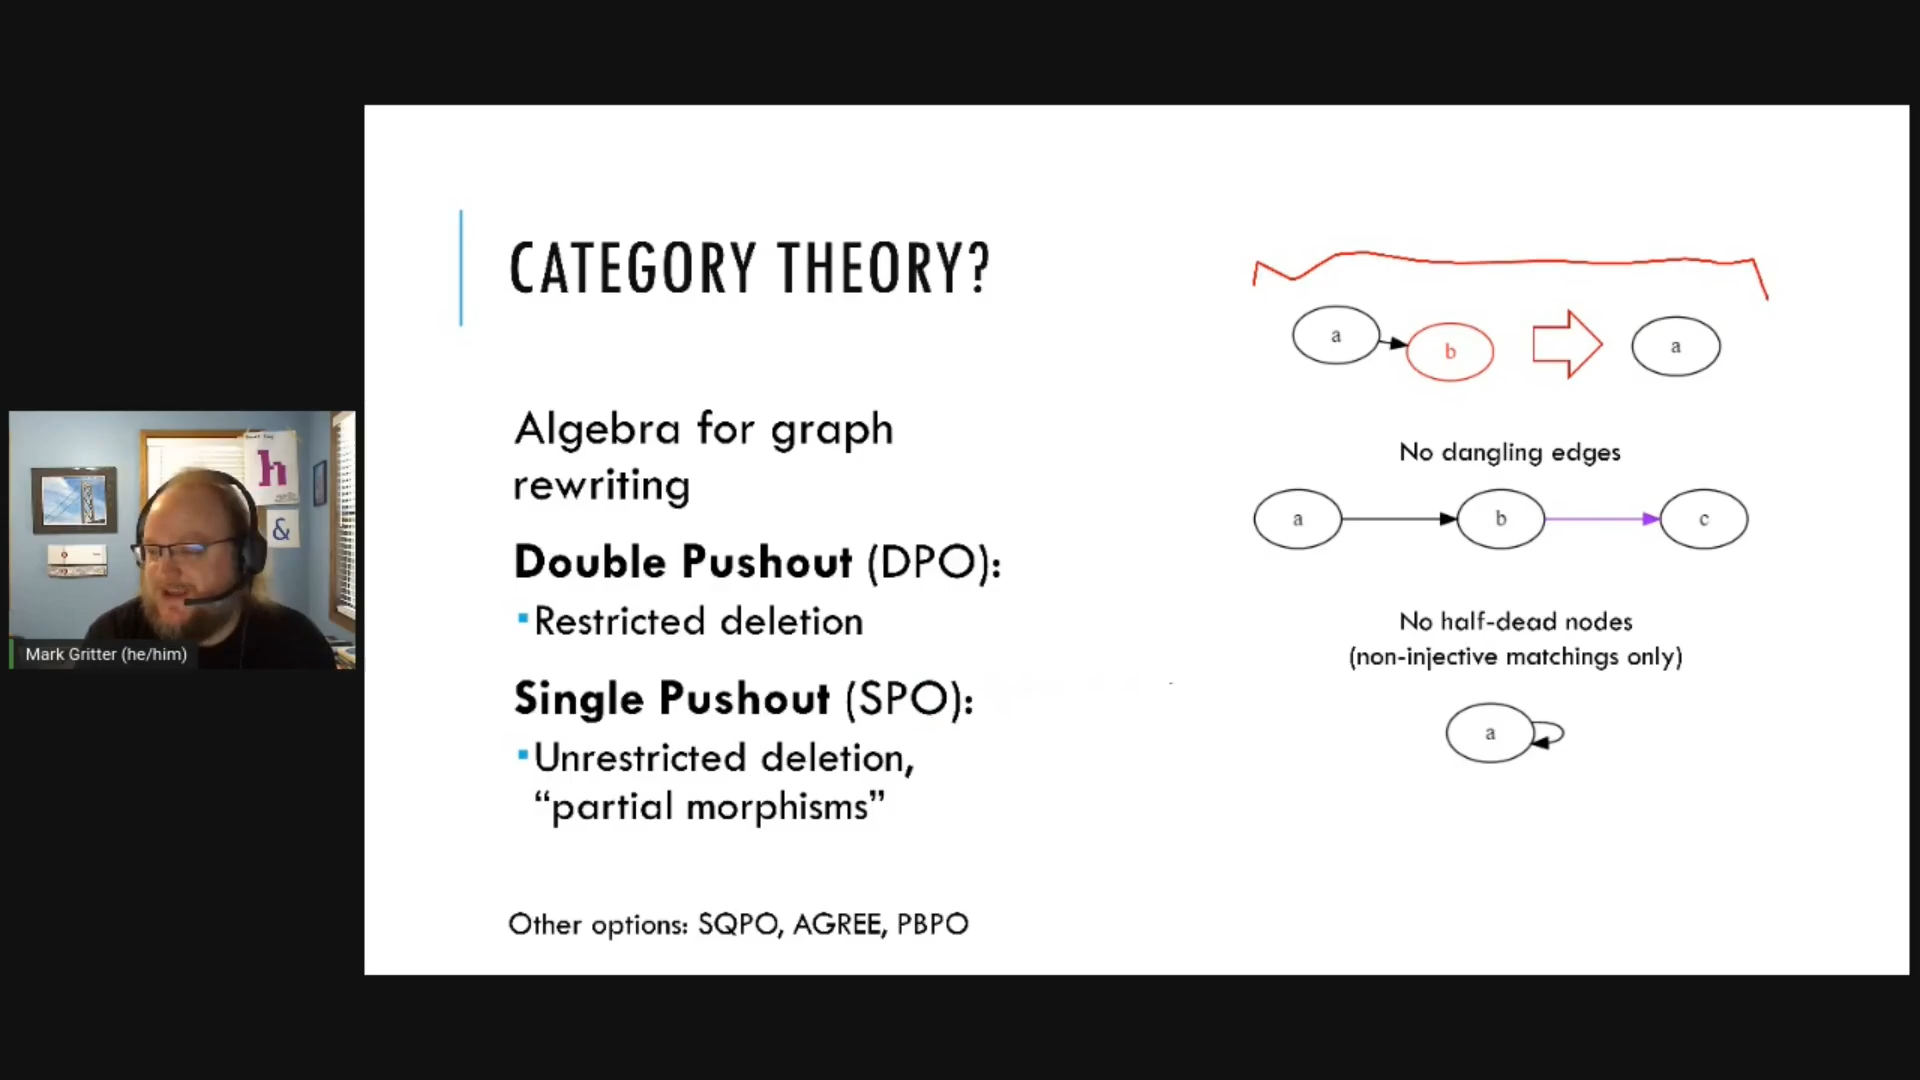 CATEGORY THEORY?
Algebra for graph
rewriting
Double Pushout (DPO):
▪Restricted deletion
Single Pushout (SPO):
▪Unrestricted deletion,
“partial morphisms”
Other options: SQPO, AGREE, PBPO
a
b
a
No dangling edges
a
b
c
No half-dead nodes
(non-injective matchings only)
a
h
&
Mark Gritter (he/him)